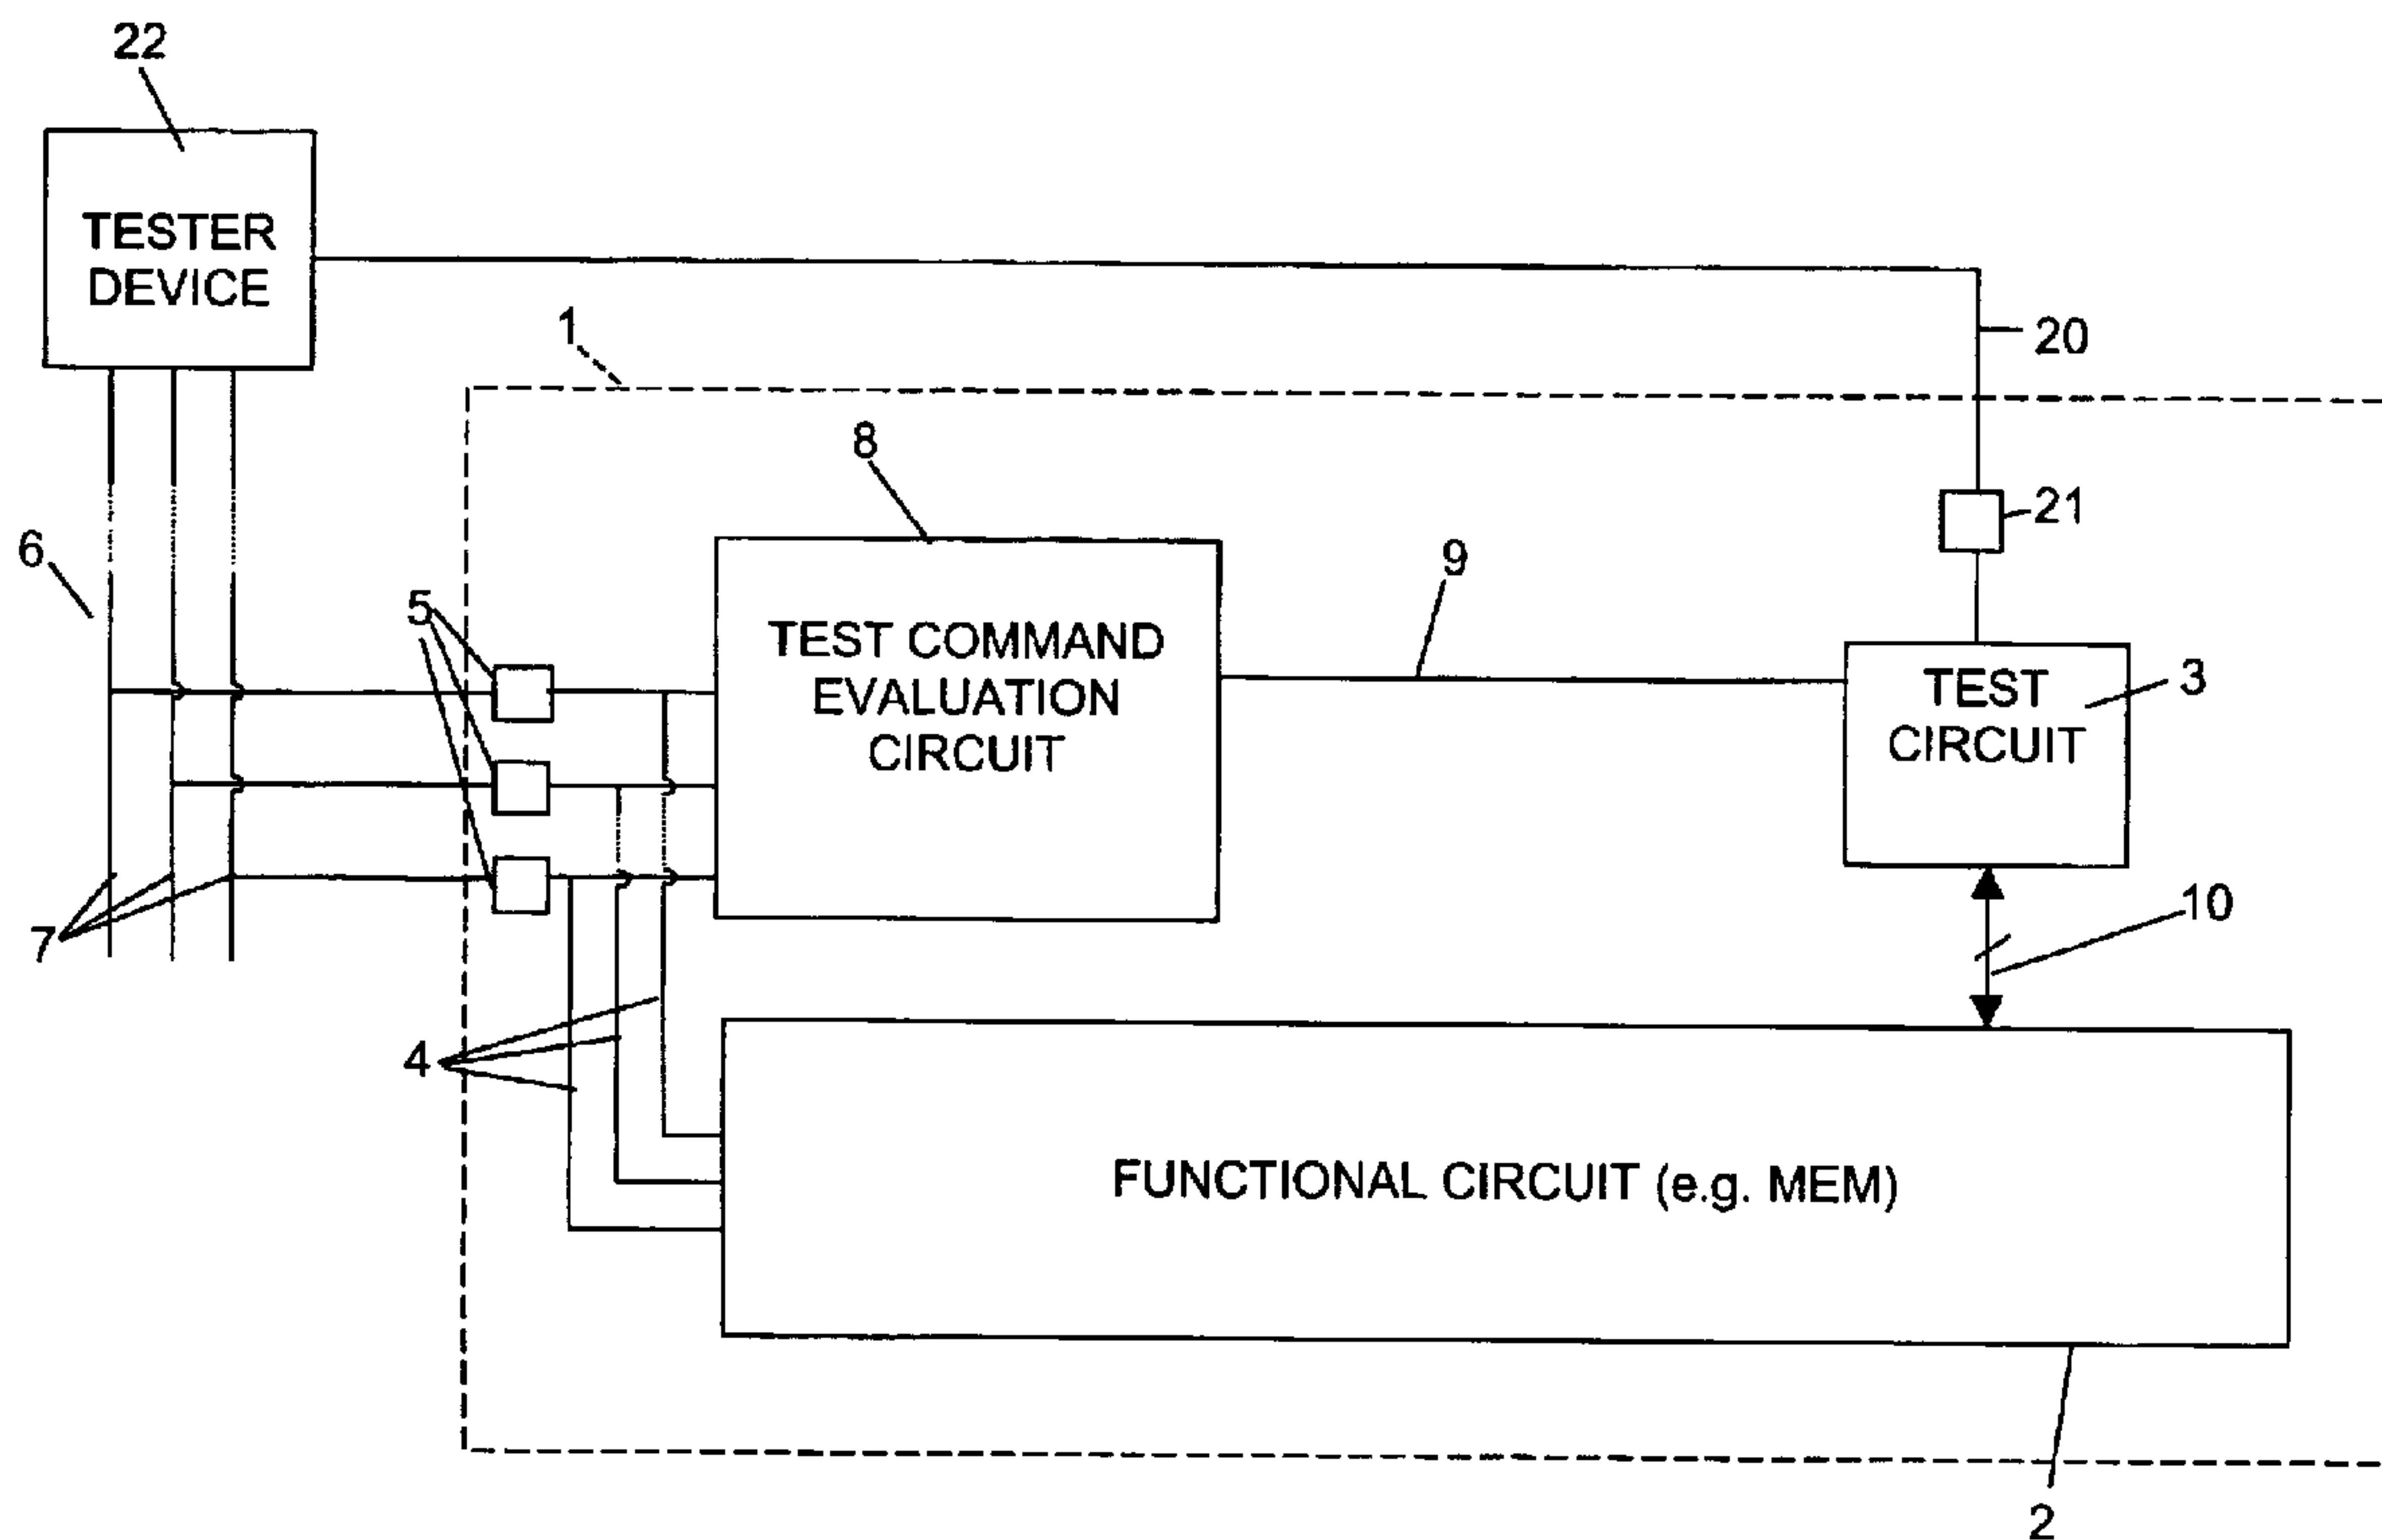 22
TESTER
DEVICE
1
20
8
21
6
9
5
TEST COMMAND
EVALUATION
CIRCUIT
TEST
CIRCUIT
3
7
10
4
FUNCTIONAL CIRCUIT (e.g. MEM)
2